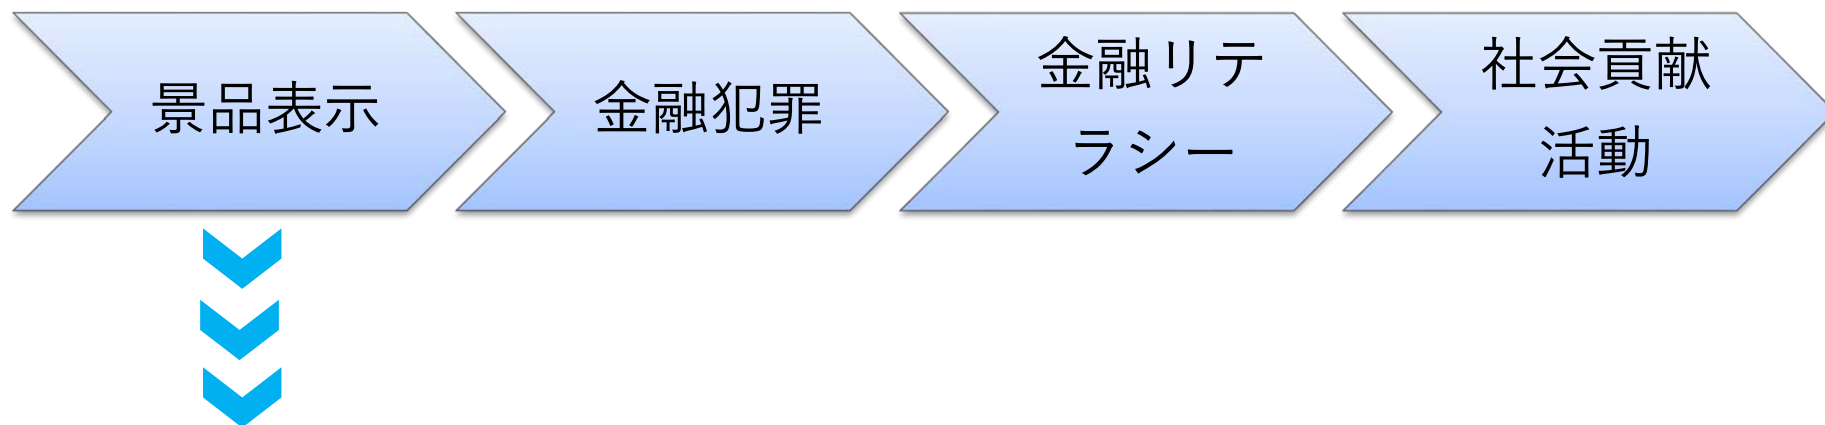 景品表示
金融犯罪
金融リテ
ラシー
社会貢献
活動